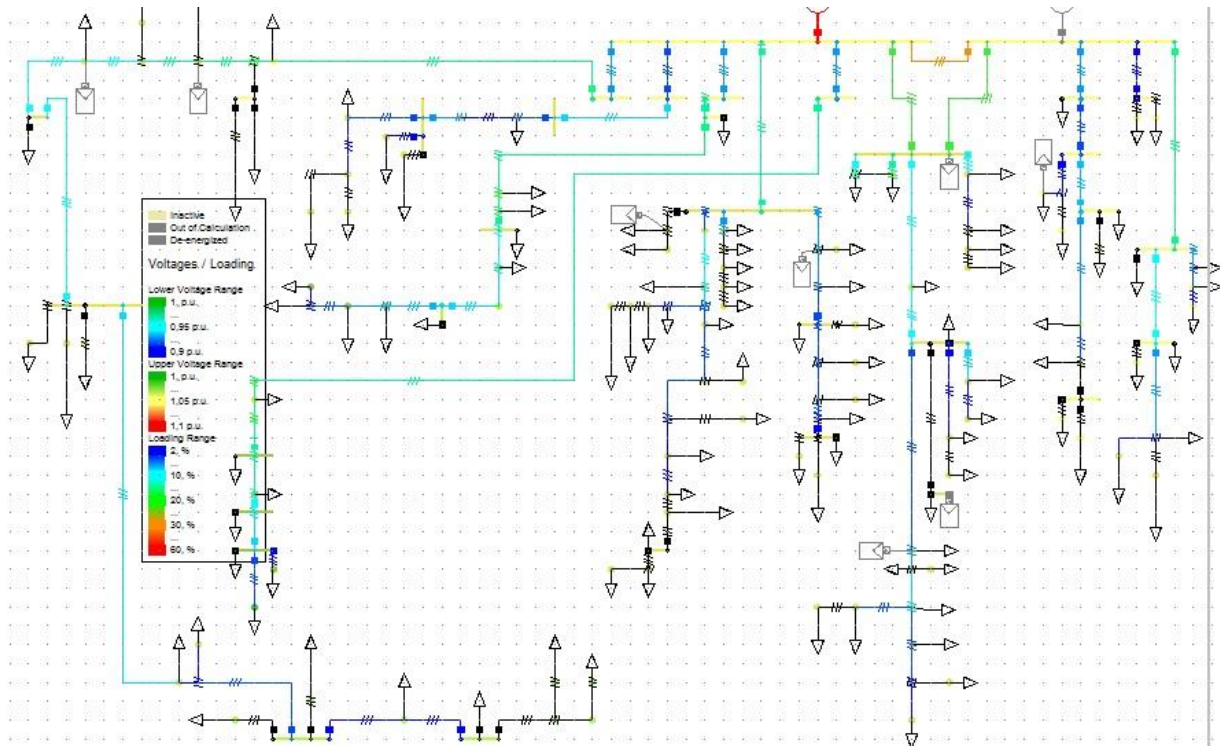 Inactive
Out of Calculation
De-energized
Voltages / Loading
Lower Voltage Range
1, p.u.
...
0,95 p.u.
...
0,9 p.u.
Upper Voltage Range
1, p.u.
...
1,05 p.u.
...
1,1 p.u.
Loading Range
2, %
...
10, %
...
20, %
...
30, %
...
60, %